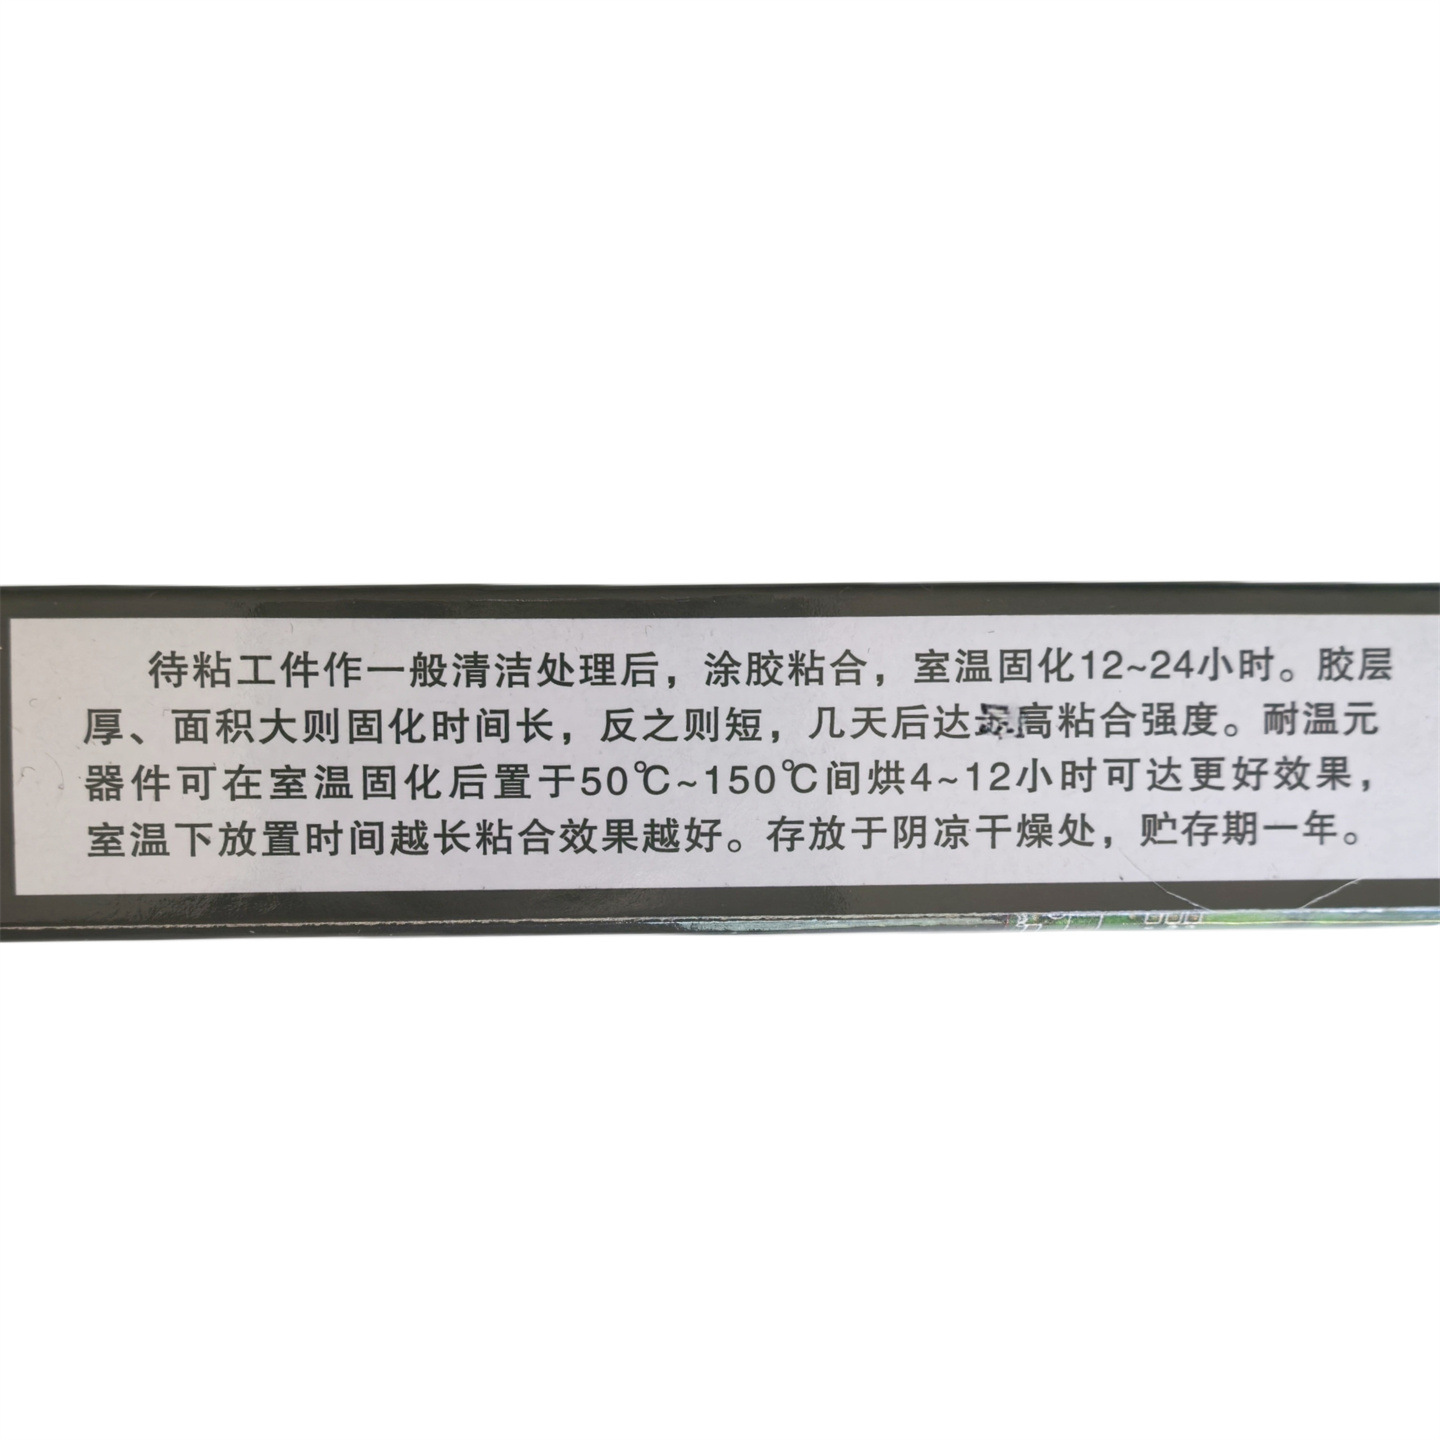 待粘工件作一般清洁处理后，涂胶粘合，室温固化12~24小时。胶层
厚、面积大则固化时间长，反之则短，几天后达高粘合强度。耐温元
器件可在室温固化后置于50℃~150℃间烘4~12小时可达更好效果，
室温下放置时间越长粘合效果越好。存放于阴凉干燥处，贮存期一年。